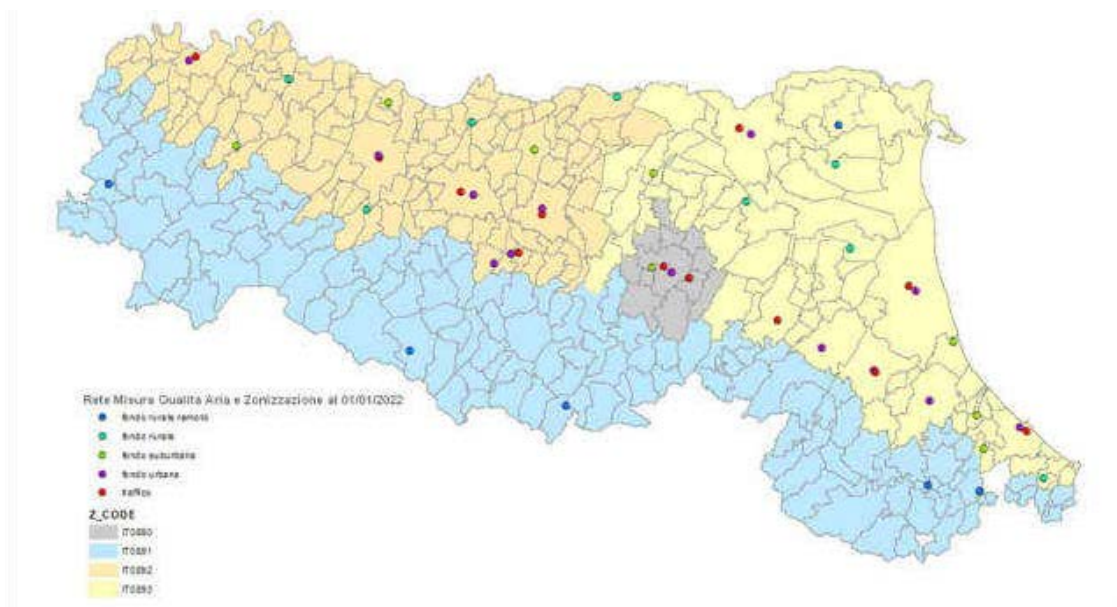 Rete Misura Qualità Aria e Zonizzazione al 01/01/2022
fondo rurale remoto
fondo rurale
fondo suburbano
fondo urbano
traffico
Z_CODE
IT0890
IT0891
IT0892
IT0893